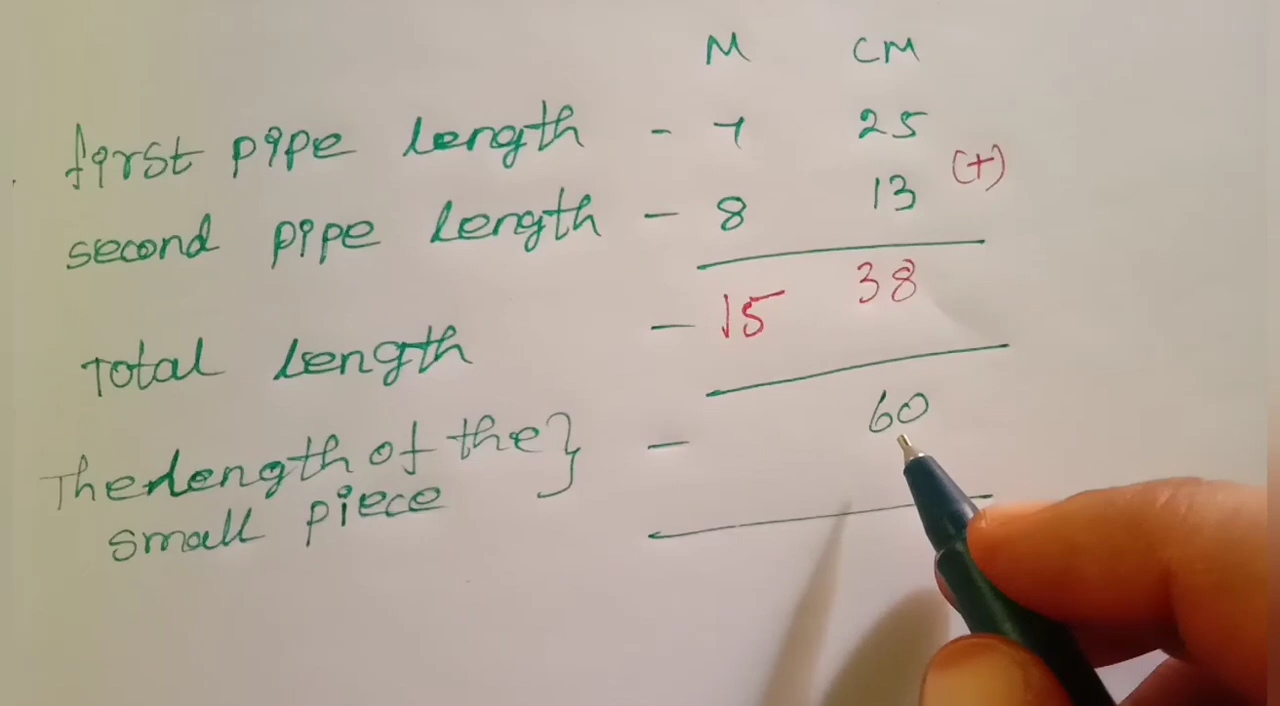 M CM
first pipe length - 7 25
second pipe length - 8 13 (+)
Total length - 15 38
The length of the } - 60
small piece